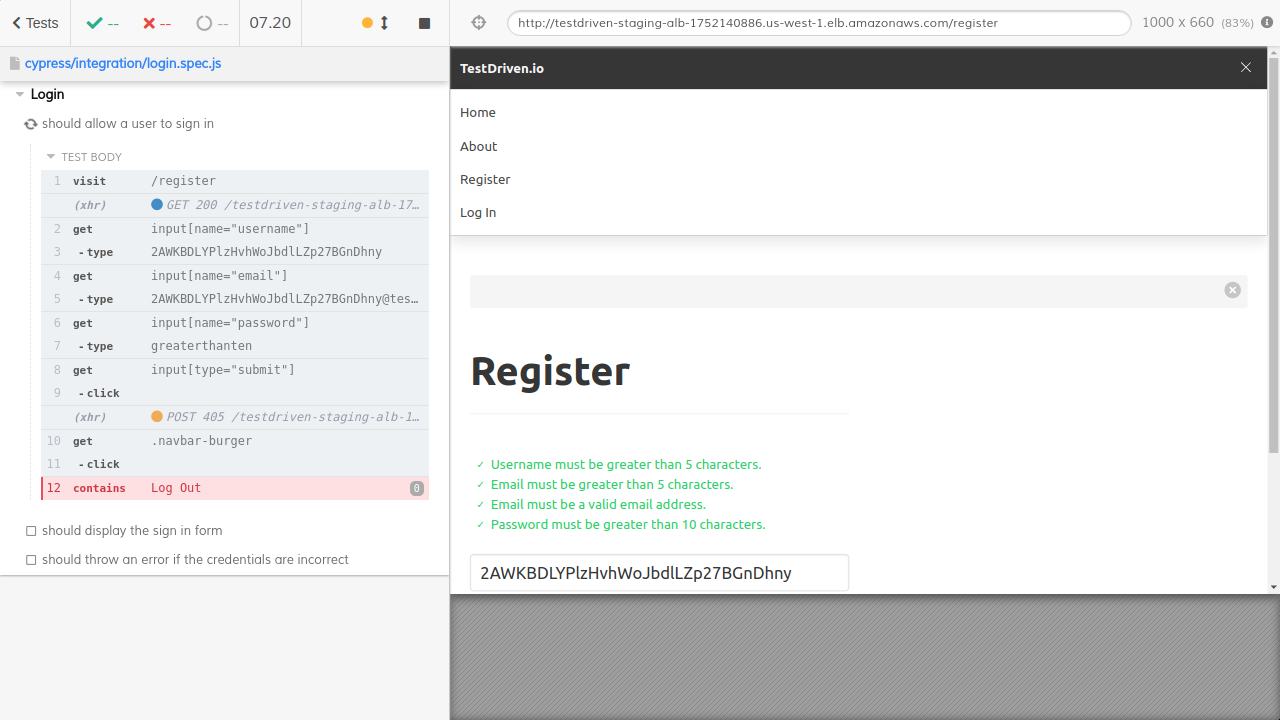 Tests
--
--
--
07.20
http://testdriven-staging-alb-1752140886.us-west-1.elb.amazonaws.com/register
1000 x 660 (83%)
cypress/integration/login.spec.js
Login
should allow a user to sign in
TEST BODY
1 visit /register
(xhr) GET 200 /testdriven-staging-alb-17…
2 get input[name="username"]
3 - type 2AWKBDLYPlzHvhWoJbdlLZp27BGnDhny
4 get input[name="email"]
5 - type 2AWKBDLYPlzHvhWoJbdlLZp27BGnDhny@tes…
6 get input[name="password"]
7 - type greaterthanten
8 get input[type="submit"]
9 - click
(xhr) POST 405 /testdriven-staging-alb-1…
10 get .navbar-burger
11 - click
12 contains Log Out 0
should display the sign in form
should throw an error if the credentials are incorrect
TestDriven.io
Home
About
Register
Log In
Register
✓ Username must be greater than 5 characters.
✓ Email must be greater than 5 characters.
✓ Email must be a valid email address.
✓ Password must be greater than 10 characters.
2AWKBDLYPlzHvhWoJbdlLZp27BGnDhny